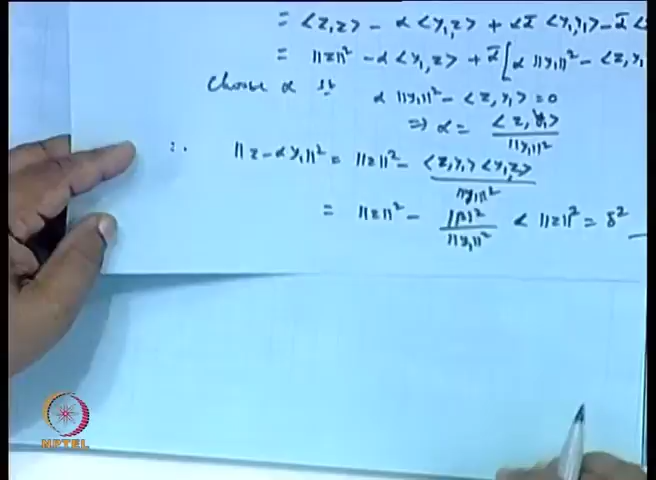 = <z,z> - α <y₁,z> + α ᾱ <y₁,y₁> - ᾱ <
= ||z||² - α <y₁,z> + ᾱ [ α ||y₁||² - <z,y₁
Choose α st α ||y₁||² - <z,y₁> = 0
⇒ α = <z,y₁> / ||y₁||²
∴ ||z - αy₁||² = ||z||² - <z,y₁> <y₁,z> / ||y₁||²
= ||z||² - |β|² / ||y₁||² < ||z||² = δ²
NPTEL